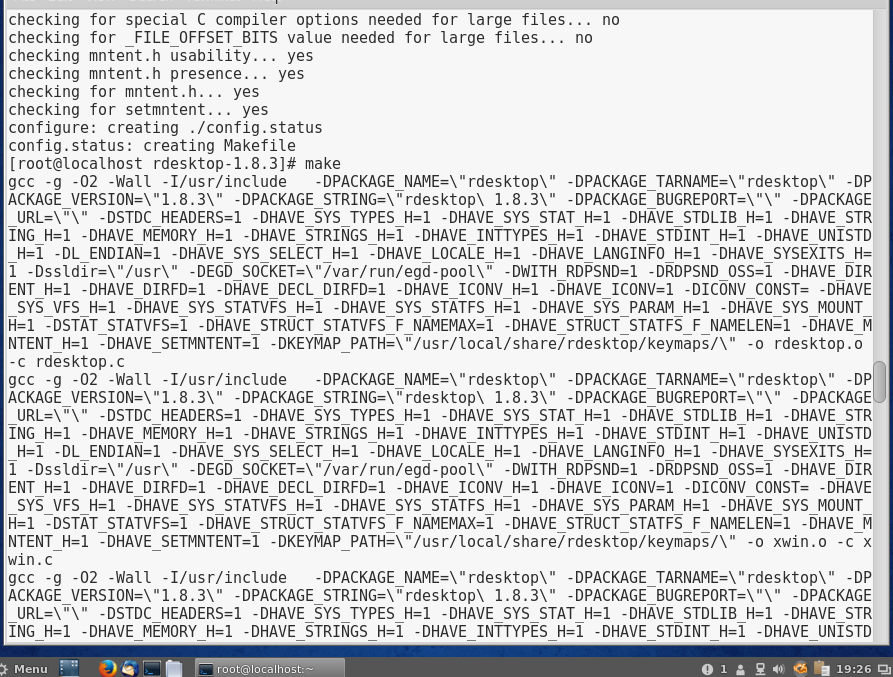 checking for special C compiler options needed for large files... no
checking for _FILE_OFFSET_BITS value needed for large files... no
checking mntent.h usability... yes
checking mntent.h presence... yes
checking for mntent.h... yes
checking for setmntent... yes
configure: creating ./config.status
config.status: creating Makefile
[root@localhost rdesktop-1.8.3]# make
gcc -g -O2 -Wall -I/usr/include   -DPACKAGE_NAME=\"rdesktop\" -DPACKAGE_TARNAME=\"rdesktop\" -DP
ACKAGE_VERSION=\"1.8.3\" -DPACKAGE_STRING=\"rdesktop\ 1.8.3\" -DPACKAGE_BUGREPORT=\"\" -DPACKAGE
_URL=\"\" -DSTDC_HEADERS=1 -DHAVE_SYS_TYPES_H=1 -DHAVE_SYS_STAT_H=1 -DHAVE_STDLIB_H=1 -DHAVE_STR
ING_H=1 -DHAVE_MEMORY_H=1 -DHAVE_STRINGS_H=1 -DHAVE_INTTYPES_H=1 -DHAVE_STDINT_H=1 -DHAVE_UNISTD
_H=1 -DL_ENDIAN=1 -DHAVE_SYS_SELECT_H=1 -DHAVE_LOCALE_H=1 -DHAVE_LANGINFO_H=1 -DHAVE_SYSEXITS_H=
1 -Dssldir=\"/usr\" -DEGD_SOCKET=\"/var/run/egd-pool\" -DWITH_RDPSND=1 -DRDPSND_OSS=1 -DHAVE_DIR
ENT_H=1 -DHAVE_DIRFD=1 -DHAVE_DECL_DIRFD=1 -DHAVE_ICONV_H=1 -DHAVE_ICONV=1 -DICONV_CONST= -DHAVE
_SYS_VFS_H=1 -DHAVE_SYS_STATVFS_H=1 -DHAVE_SYS_STATFS_H=1 -DHAVE_SYS_PARAM_H=1 -DHAVE_SYS_MOUNT_
H=1 -DSTAT_STATVFS=1 -DHAVE_STRUCT_STATVFS_F_NAMEMAX=1 -DHAVE_STRUCT_STATFS_F_NAMELEN=1 -DHAVE_M
NTENT_H=1 -DHAVE_SETMNTENT=1 -DKEYMAP_PATH=\"/usr/local/share/rdesktop/keymaps/\" -o rdesktop.o 
-c rdesktop.c
gcc -g -O2 -Wall -I/usr/include   -DPACKAGE_NAME=\"rdesktop\" -DPACKAGE_TARNAME=\"rdesktop\" -DP
ACKAGE_VERSION=\"1.8.3\" -DPACKAGE_STRING=\"rdesktop\ 1.8.3\" -DPACKAGE_BUGREPORT=\"\" -DPACKAGE
_URL=\"\" -DSTDC_HEADERS=1 -DHAVE_SYS_TYPES_H=1 -DHAVE_SYS_STAT_H=1 -DHAVE_STDLIB_H=1 -DHAVE_STR
ING_H=1 -DHAVE_MEMORY_H=1 -DHAVE_STRINGS_H=1 -DHAVE_INTTYPES_H=1 -DHAVE_STDINT_H=1 -DHAVE_UNISTD
_H=1 -DL_ENDIAN=1 -DHAVE_SYS_SELECT_H=1 -DHAVE_LOCALE_H=1 -DHAVE_LANGINFO_H=1 -DHAVE_SYSEXITS_H=
1 -Dssldir=\"/usr\" -DEGD_SOCKET=\"/var/run/egd-pool\" -DWITH_RDPSND=1 -DRDPSND_OSS=1 -DHAVE_DIR
ENT_H=1 -DHAVE_DIRFD=1 -DHAVE_DECL_DIRFD=1 -DHAVE_ICONV_H=1 -DHAVE_ICONV=1 -DICONV_CONST= -DHAVE
_SYS_VFS_H=1 -DHAVE_SYS_STATVFS_H=1 -DHAVE_SYS_STATFS_H=1 -DHAVE_SYS_PARAM_H=1 -DHAVE_SYS_MOUNT_
H=1 -DSTAT_STATVFS=1 -DHAVE_STRUCT_STATVFS_F_NAMEMAX=1 -DHAVE_STRUCT_STATFS_F_NAMELEN=1 -DHAVE_M
NTENT_H=1 -DHAVE_SETMNTENT=1 -DKEYMAP_PATH=\"/usr/local/share/rdesktop/keymaps/\" -o xwin.o -c x
win.c
gcc -g -O2 -Wall -I/usr/include   -DPACKAGE_NAME=\"rdesktop\" -DPACKAGE_TARNAME=\"rdesktop\" -DP
ACKAGE_VERSION=\"1.8.3\" -DPACKAGE_STRING=\"rdesktop\ 1.8.3\" -DPACKAGE_BUGREPORT=\"\" -DPACKAGE
_URL=\"\" -DSTDC_HEADERS=1 -DHAVE_SYS_TYPES_H=1 -DHAVE_SYS_STAT_H=1 -DHAVE_STDLIB_H=1 -DHAVE_STR
ING_H=1 -DHAVE_MEMORY_H=1 -DHAVE_STRINGS_H=1 -DHAVE_INTTYPES_H=1 -DHAVE_STDINT_H=1 -DHAVE_UNISTD
Menu root@localhost:~ 1 19:26